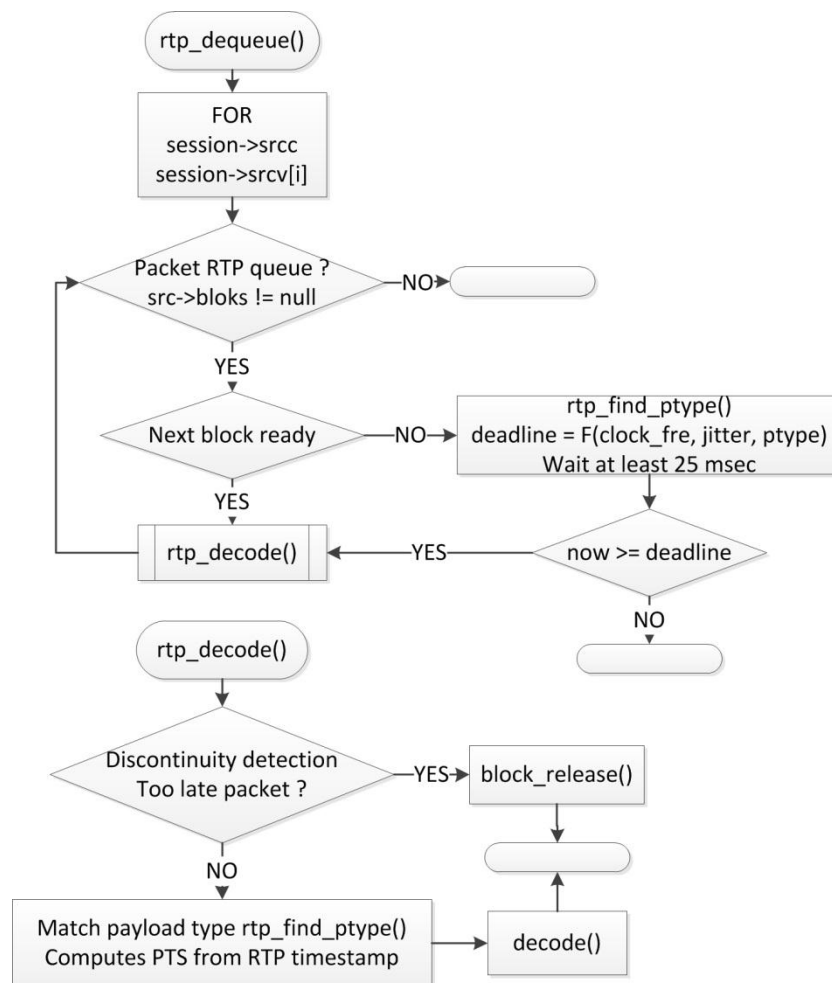 rtp_dequeue()
FOR
session->srcc
session->srcv[i]
Packet RTP queue ?
src->bloks != null
NO
YES
Next block ready
NO
rtp_find_ptype()
deadline = F(clock_fre, jitter, ptype)
Wait at least 25 msec
YES
rtp_decode()
YES
now >= deadline
NO
rtp_decode()
Discontinuity detection
Too late packet ?
YES
block_release()
NO
Match payload type rtp_find_ptype()
Computes PTS from RTP timestamp
decode()